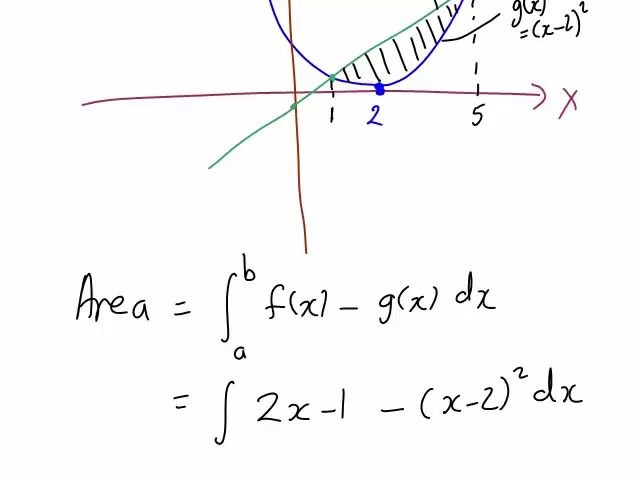 g(x)
=(x-2)²
X
1
2
5
Area = ∫ₐᵇ f(x) - g(x) dx
= ∫ 2x-1 - (x-2)² dx